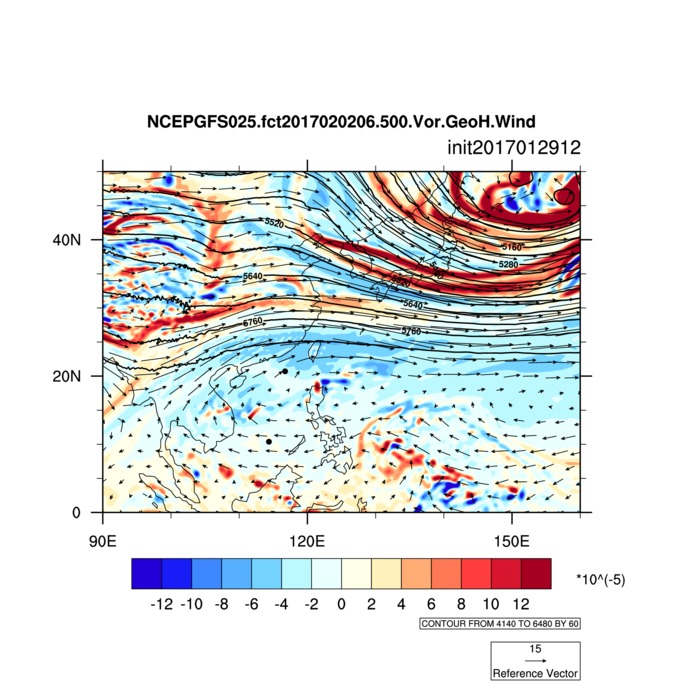 NCEPGFS025.fct2017020206.500.Vor.GeoH.Wind
init2017012912
5520
5160
5280
5640
5640
5760
5760
40N
20N
0
90E 120E 150E
-12 -10 -8 -6 -4 -2 0 2 4 6 8 10 12
*10^(-5)
CONTOUR FROM 4140 TO 6480 BY 60
15
Reference Vector